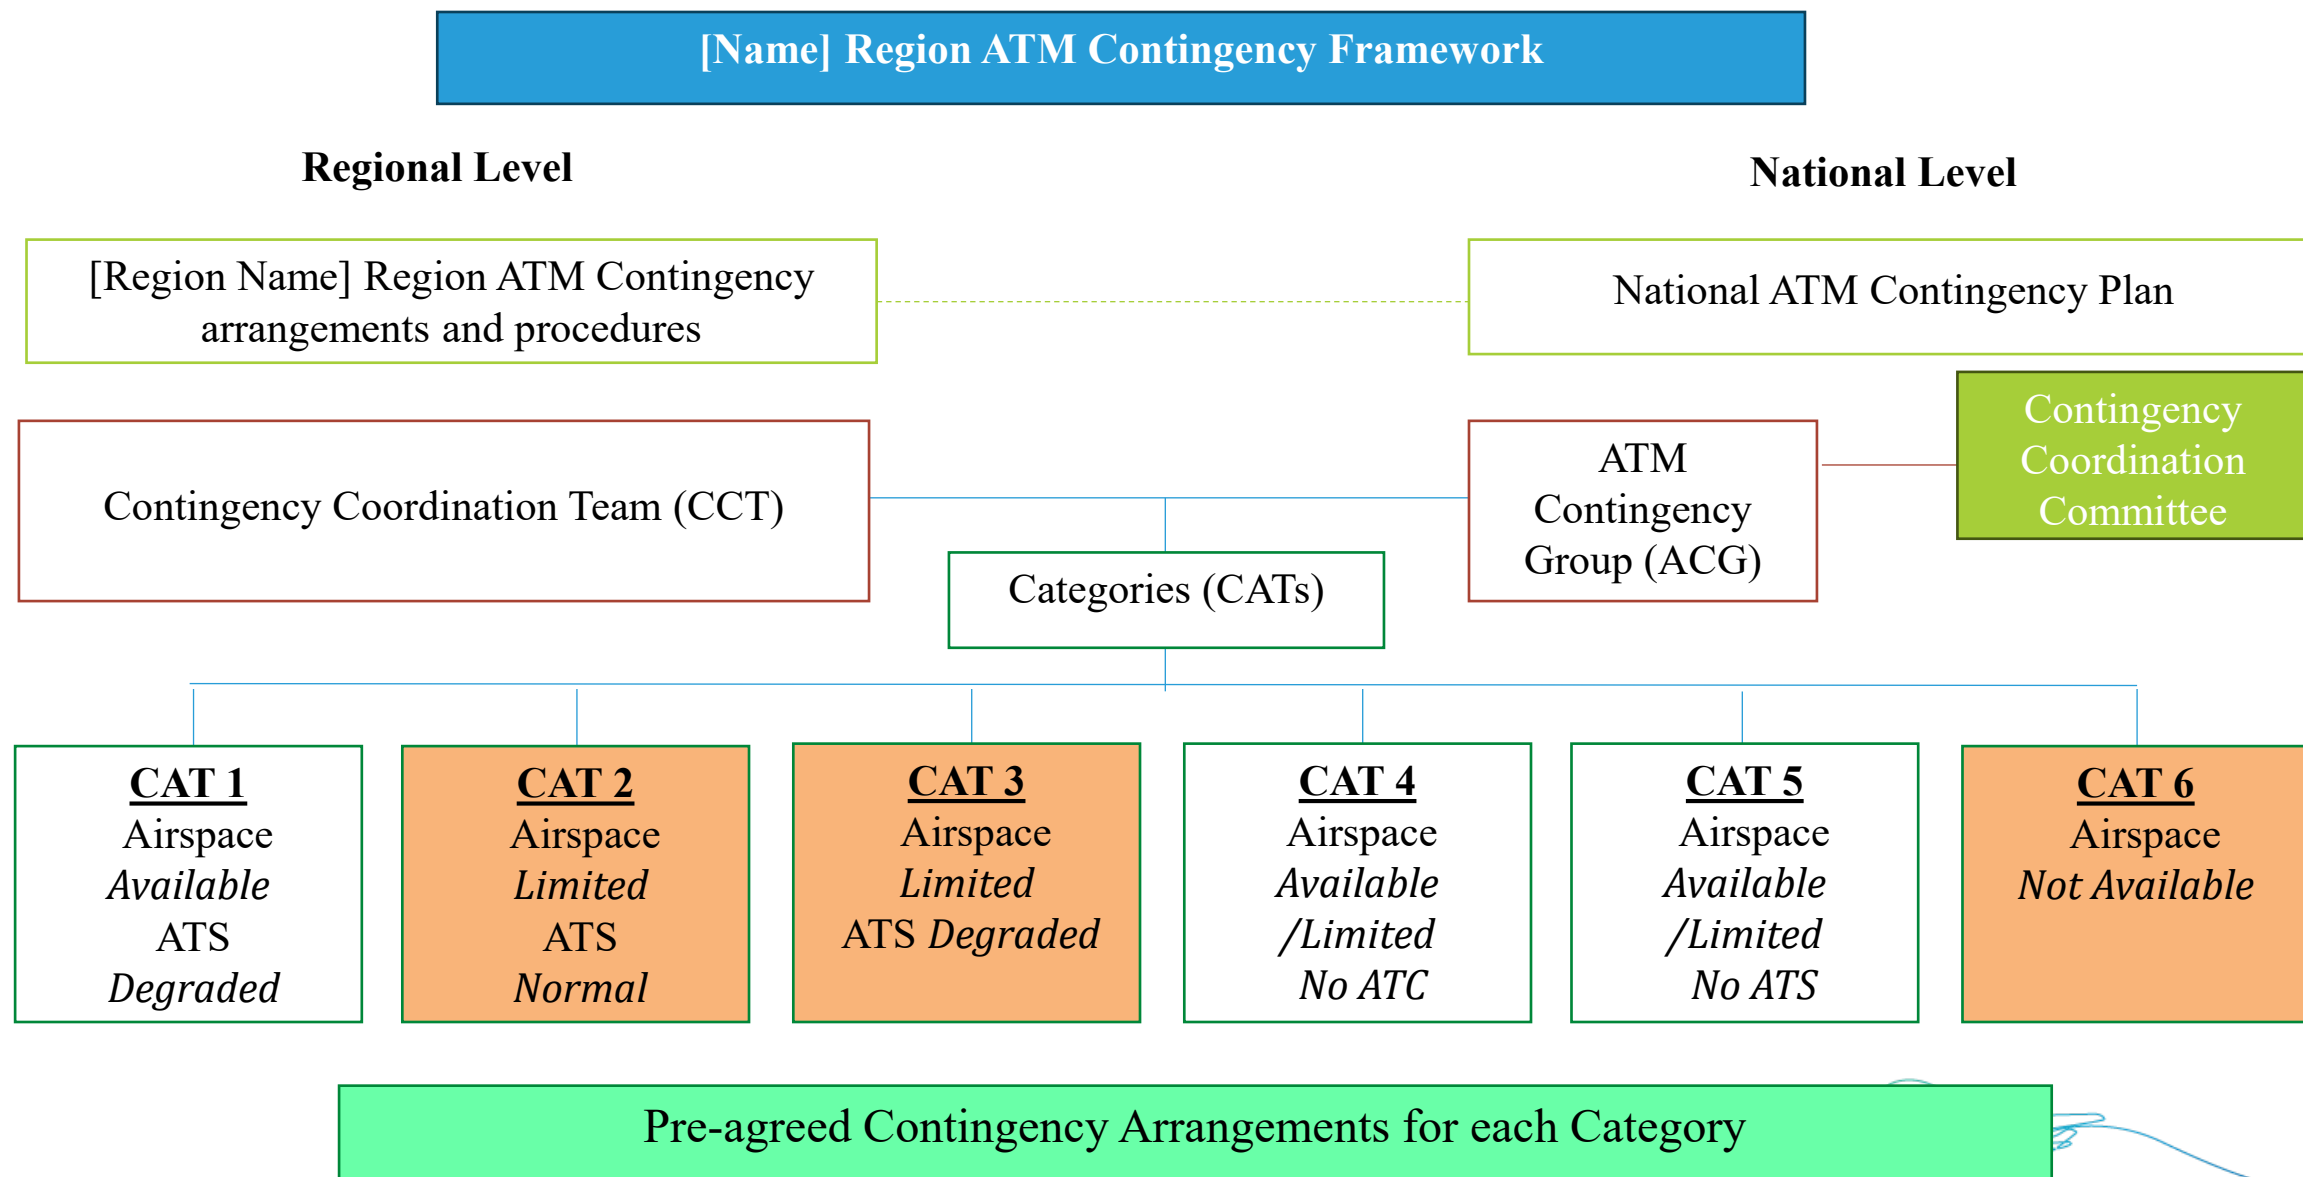 [Name] Region ATM Contingency Framework
Regional Level
National Level
[Region Name] Region ATM Contingency
arrangements and procedures
National ATM Contingency Plan
Contingency Coordination Team (CCT)
ATM
Contingency
Group (ACG)
Contingency
Coordination
Committee
Categories (CATs)
CAT 1
Airspace
Available
ATS
Degraded
CAT 2
Airspace
Limited
ATS
Normal
CAT 3
Airspace
Limited
ATS Degraded
CAT 4
Airspace
Available
/Limited
No ATC
CAT 5
Airspace
Available
/Limited
No ATS
CAT 6
Airspace
Not Available
Pre-agreed Contingency Arrangements for each Category